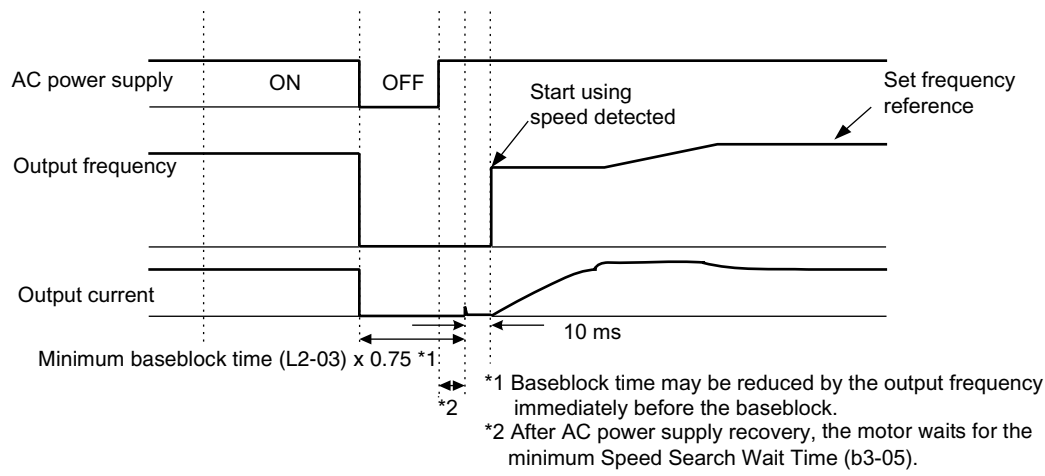 AC power supply
ON
OFF
Start using
speed detected
Set frequency
reference
Output frequency
Output current
10 ms
Minimum baseblock time (L2-03) x 0.75 *1
*2
*1 Baseblock time may be reduced by the output frequency
immediately before the baseblock.
*2 After AC power supply recovery, the motor waits for the
minimum Speed Search Wait Time (b3-05).